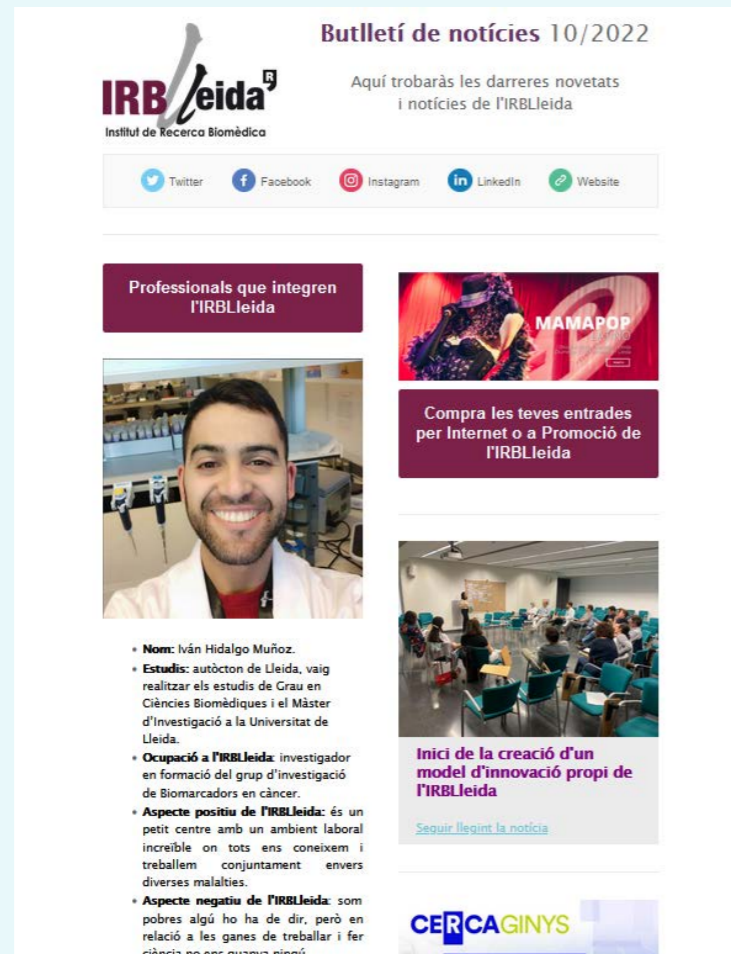 Butlletí de notícies 10/2022
IRBLleida
Institut de Recerca Biomèdica
Aquí trobaràs les darreres novetats
i notícies de l'IRBLleida
Twitter
Facebook
Instagram
LinkedIn
Website
Professionals que integren
l'IRBLleida
Nom: Iván Hidalgo Muñoz.
Estudis: autòcton de Lleida, vaig
realitzar els estudis de Grau en
Ciències Biomèdiques i el Màster
d'Investigació a la Universitat de
Lleida.
Ocupació a l'IRBLleida: investigador
en formació del grup d'investigació
de Biomarcadors en càncer.
Aspecte positiu de l'IRBLleida: és un
petit centre amb un ambient laboral
increïble on tots ens coneixem i
treballem conjuntament envers
diverses malalties.
Aspecte negatiu de l'IRBLleida: som
pobres algú ho ha de dir, però en
relació a les ganes de treballar i fer
ciència no ens guanya ningú.
MAMAPOP
Compra les teves entrades
per Internet o a Promoció de
l'IRBLleida
Inici de la creació d'un
model d'innovació propi de
l'IRBLleida
Seguir llegint la notícia
CERCAGINYS